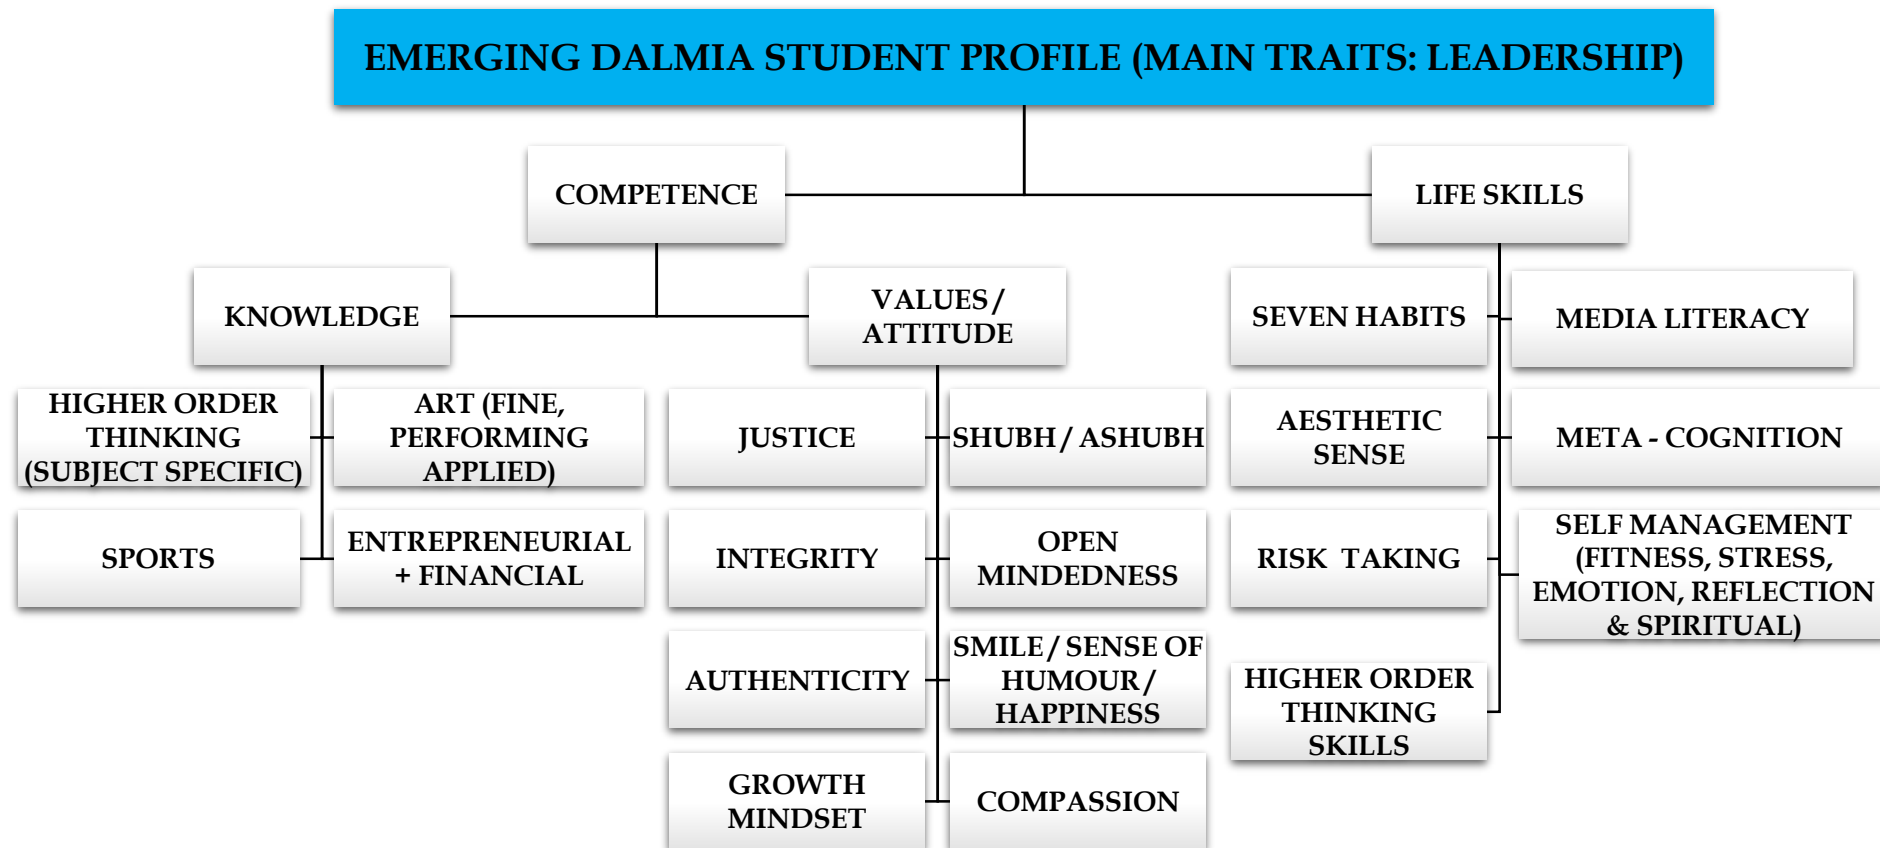 EMERGING DALMIA STUDENT PROFILE (MAIN TRAITS: LEADERSHIP)
COMPETENCE
LIFE SKILLS
KNOWLEDGE
VALUES /
ATTITUDE
SEVEN HABITS
MEDIA LITERACY
HIGHER ORDER
THINKING
(SUBJECT SPECIFIC)
ART (FINE,
PERFORMING
APPLIED)
JUSTICE
SHUBH / ASHUBH
AESTHETIC
SENSE
META - COGNITION
SPORTS
ENTREPRENEURIAL
+ FINANCIAL
INTEGRITY
OPEN
MINDEDNESS
RISK  TAKING
SELF MANAGEMENT
(FITNESS, STRESS,
EMOTION, REFLECTION
& SPIRITUAL)
AUTHENTICITY
SMILE / SENSE OF
HUMOUR /
HAPPINESS
HIGHER ORDER
THINKING
SKILLS
GROWTH
MINDSET
COMPASSION